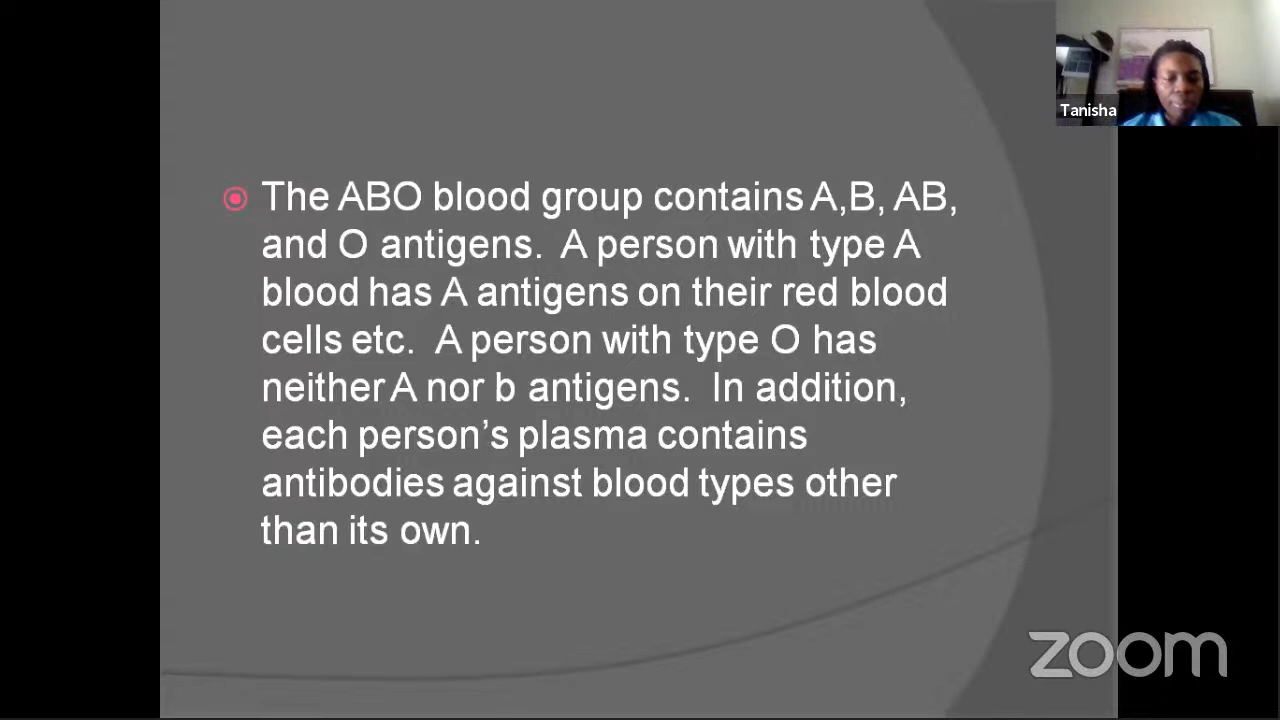 Tanisha
The ABO blood group contains A,B, AB,
and O antigens.  A person with type A
blood has A antigens on their red blood
cells etc.  A person with type O has
neither A nor b antigens.  In addition,
each person’s plasma contains
antibodies against blood types other
than its own.
zoom